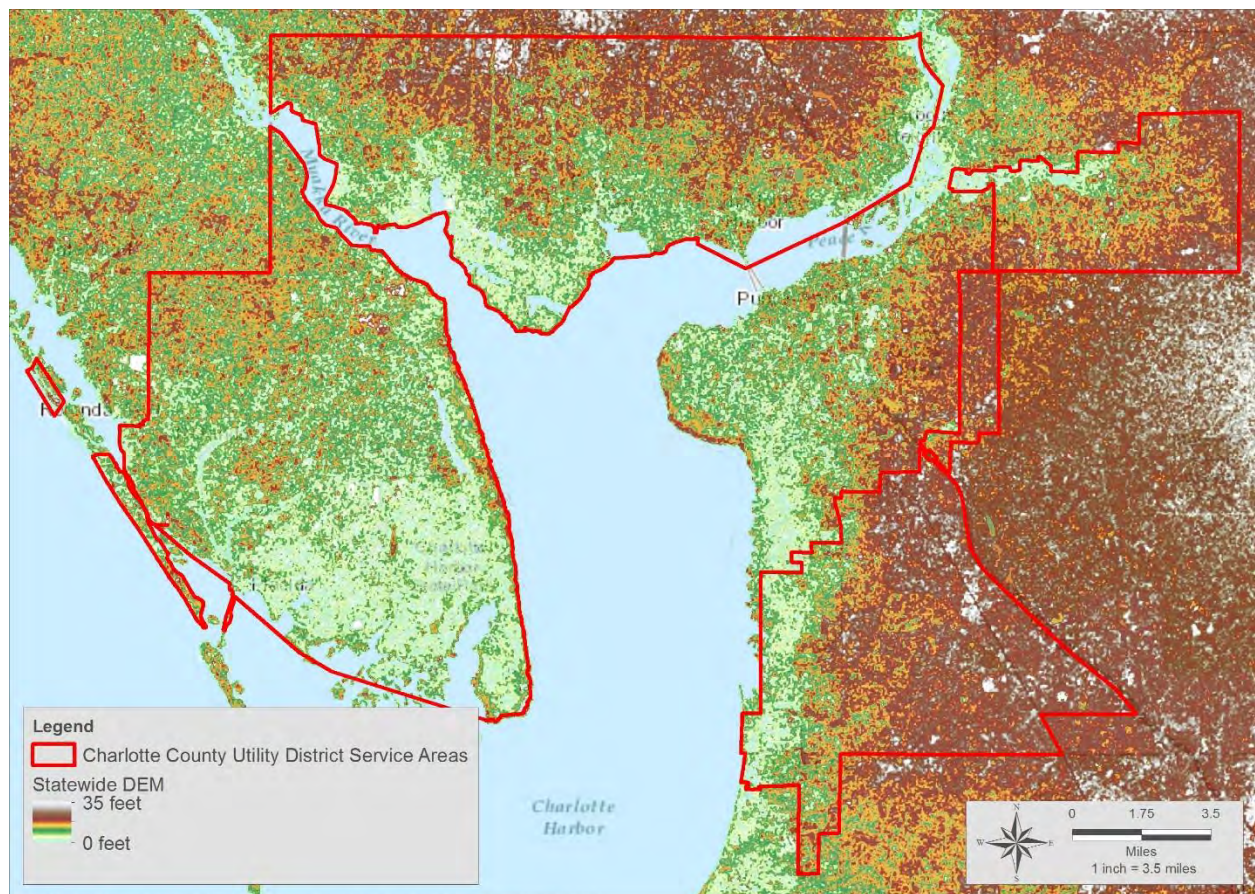 Myakka River
Peace
Charlotte
Harbor
Legend
Charlotte County Utility District Service Areas
Statewide DEM
35 feet
0 feet
N
W
E
S
0
1.75
3.5
Miles
1 inch = 3.5 miles